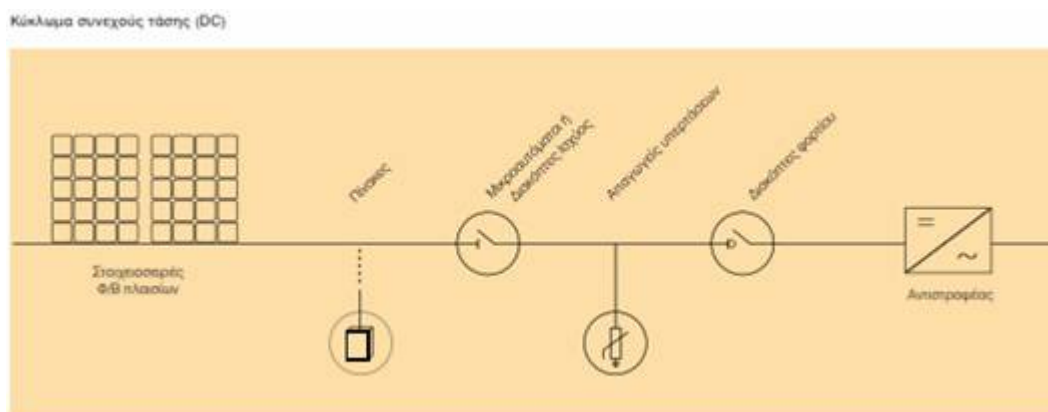 Κύκλωμα συνεχούς τάσης (DC)
Πίνακες
Μικροαυτόματοι ή
Διακόπτες Ισχύος
Απαγωγείς υπερτάσεων
Διακόπτες φορτίου
Στοιχειοσειρές
Φ/Β πλαισίων
Αντιστροφέας